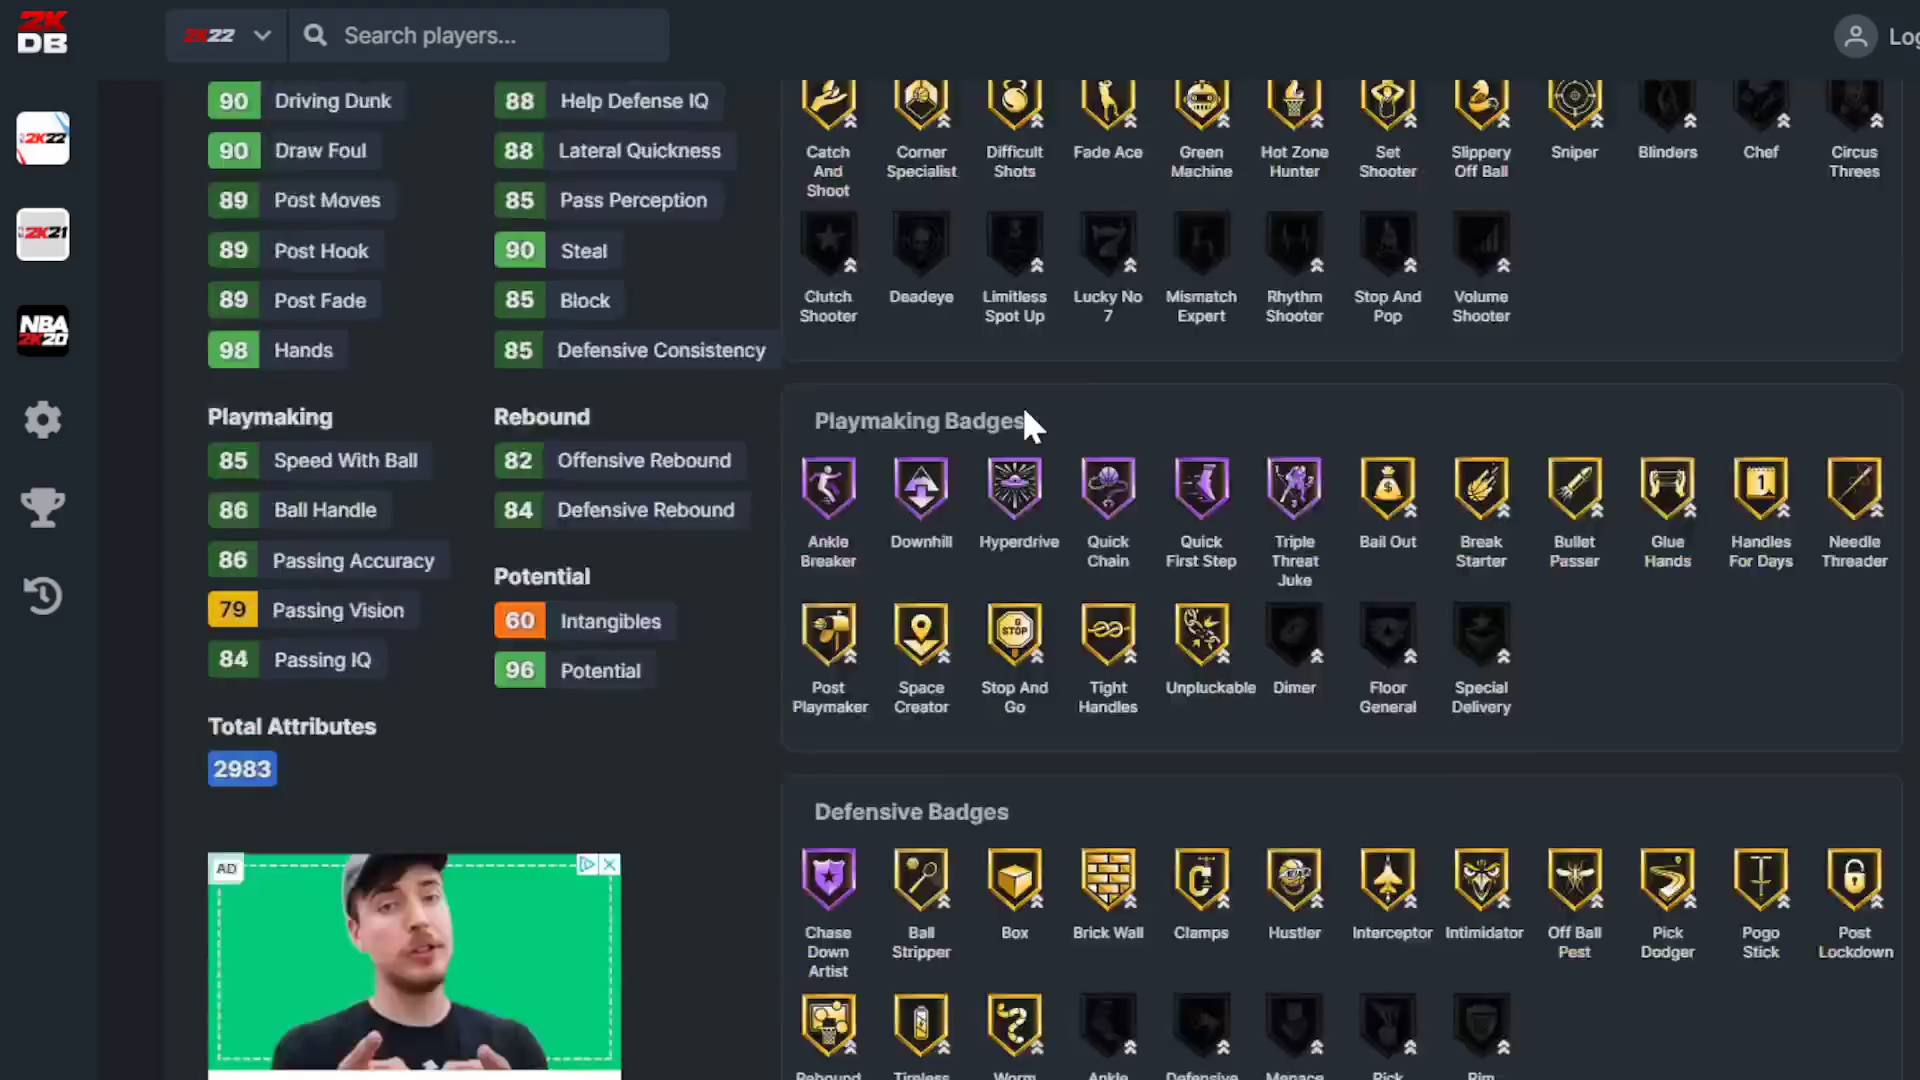 2K
DB
2K22
Search players...
Log
2K22
2K21
NBA
2K20
90 Driving Dunk
90 Draw Foul
89 Post Moves
89 Post Hook
89 Post Fade
98 Hands
88 Help Defense IQ
88 Lateral Quickness
85 Pass Perception
90 Steal
85 Block
85 Defensive Consistency
Playmaking
85 Speed With Ball
86 Ball Handle
86 Passing Accuracy
79 Passing Vision
84 Passing IQ
Rebound
82 Offensive Rebound
84 Defensive Rebound
Potential
60 Intangibles
96 Potential
Total Attributes
2983
AD
Catch
And
Shoot
Corner
Specialist
Difficult
Shots
Fade Ace
Green
Machine
Hot Zone
Hunter
Set
Shooter
Slippery
Off Ball
Sniper
Blinders
Chef
Circus
Threes
Clutch
Shooter
Deadeye
Limitless
Spot Up
Lucky No
7
Mismatch
Expert
Rhythm
Shooter
Stop And
Pop
Volume
Shooter
Playmaking Badges
Ankle
Breaker
Downhill
Hyperdrive
Quick
Chain
Quick
First Step
Triple
Threat
Juke
Bail Out
Break
Starter
Bullet
Passer
Glue
Hands
Handles
For Days
Needle
Threader
Post
Playmaker
Space
Creator
Stop And
Go
Tight
Handles
Unpluckable
Dimer
Floor
General
Special
Delivery
Defensive Badges
Chase
Down
Artist
Ball
Stripper
Box
Brick Wall
Clamps
Hustler
Interceptor
Intimidator
Off Ball
Pest
Pick
Dodger
Pogo
Stick
Post
Lockdown
Rebound
Tireless
Worm
Ankle
Defensive
Menace
Pick
Rim